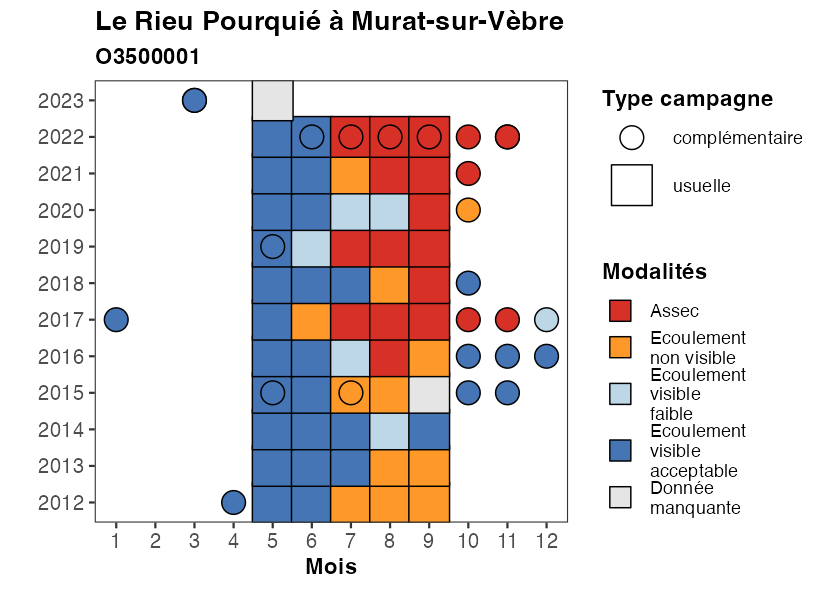 Le Rieu Pourquié à Murat-sur-Vèbre
O3500001
2023
2022
2021
2020
2019
2018
2017
2016
2015
2014
2013
2012
1 2 3 4 5 6 7 8 9 10 11 12
Mois
Type campagne
complémentaire
usuelle
Modalités
Assec
Ecoulement
non visible
Ecoulement
visible
faible
Ecoulement
visible
acceptable
Donnée
manquante